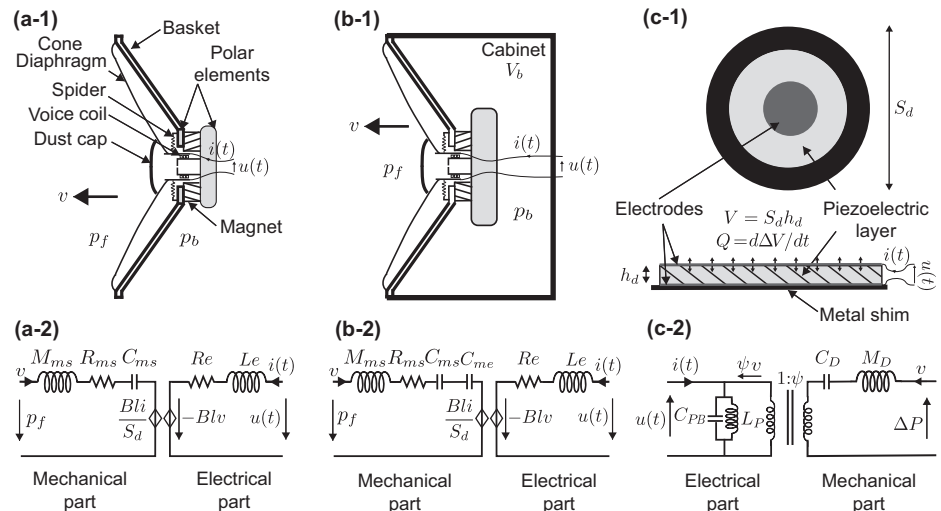 (a-1)
Basket
Cone
Diaphragm
Polar
elements
Spider
Voice coil
Dust cap
i(t)
u(t)
v
Magnet
p_f
p_b
(b-1)
Cabinet
V_b
v
i(t)
u(t)
p_f
p_b
(c-1)
S_d
Electrodes
V = S_d h_d
Q = dΔV/dt
Piezoelectric
layer
h_d
i(t)
u(t)
Metal shim
(a-2)
M_ms R_ms C_ms
Re Le
v
i(t)
p_f
Bli
S_d
−Blv
u(t)
Mechanical
part
Electrical
part
(b-2)
M_ms R_ms C_ms C_me
Re Le
v
i(t)
p_f
Bli
S_d
−Blv
u(t)
Mechanical
part
Electrical
part
(c-2)
i(t)
ψv
1:ψ
C_D M_D
v
u(t)
C_PB
L_P
ΔP
Electrical
part
Mechanical
part